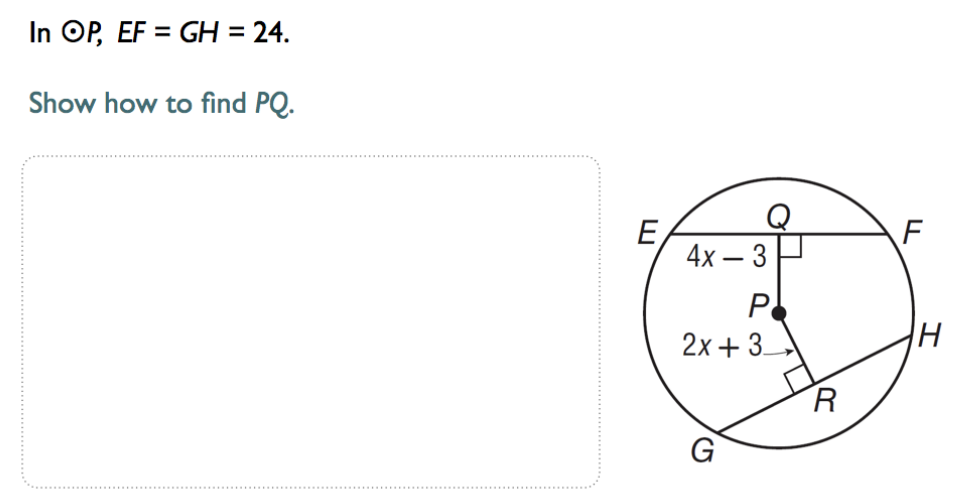 In ⊙P, EF = GH = 24.
Show how to find PQ.
Q
E
F
4x – 3
P
H
2x + 3
R
G